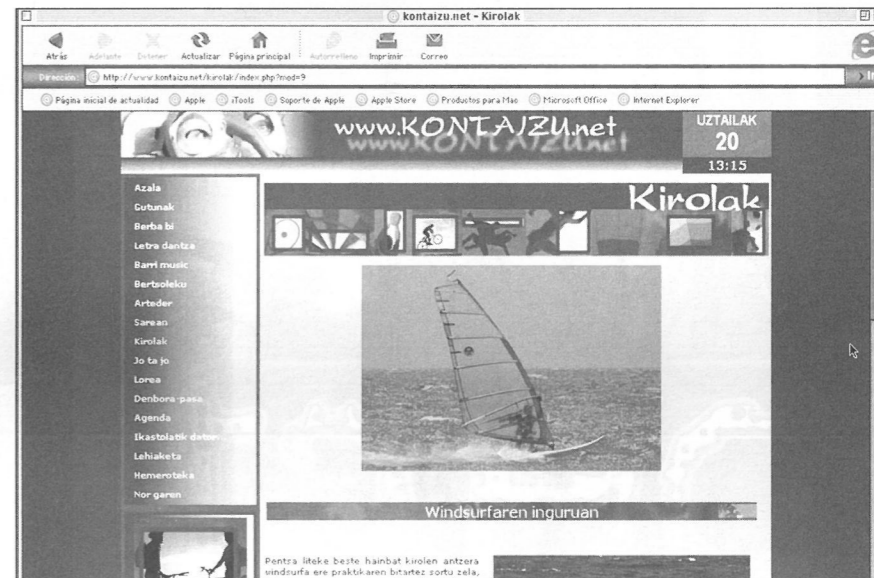 kontaizu.net - Kirolak
Atrás Adelante Detener Actualizar Página principal Autorrelleno Imprimir Correo
Dirección: http://www.kontaizu.net/kirolak/index.php?mod=9
Página inicial de actualidad Apple iTools Soporte de Apple Apple Store Productos para Mac Microsoft Office Internet Explorer
www.KONTAIZU.net
UZTAILAK
20
13:15
Azala
Gutunak
Berba bi
Letra dantza
Barri music
Bertsoleku
Arteder
Sarean
Kirolak
Jo ta jo
Lorea
Denbora-pasa
Agenda
Ikastolatik
Lehiaketa
Hemeroteka
Nor garen
Kirolak
Windsurfaren inguruan
Pentsa liteke beste hainbat kirolen antzera
windsurfa ere praktikaren bitartez sortu zela,